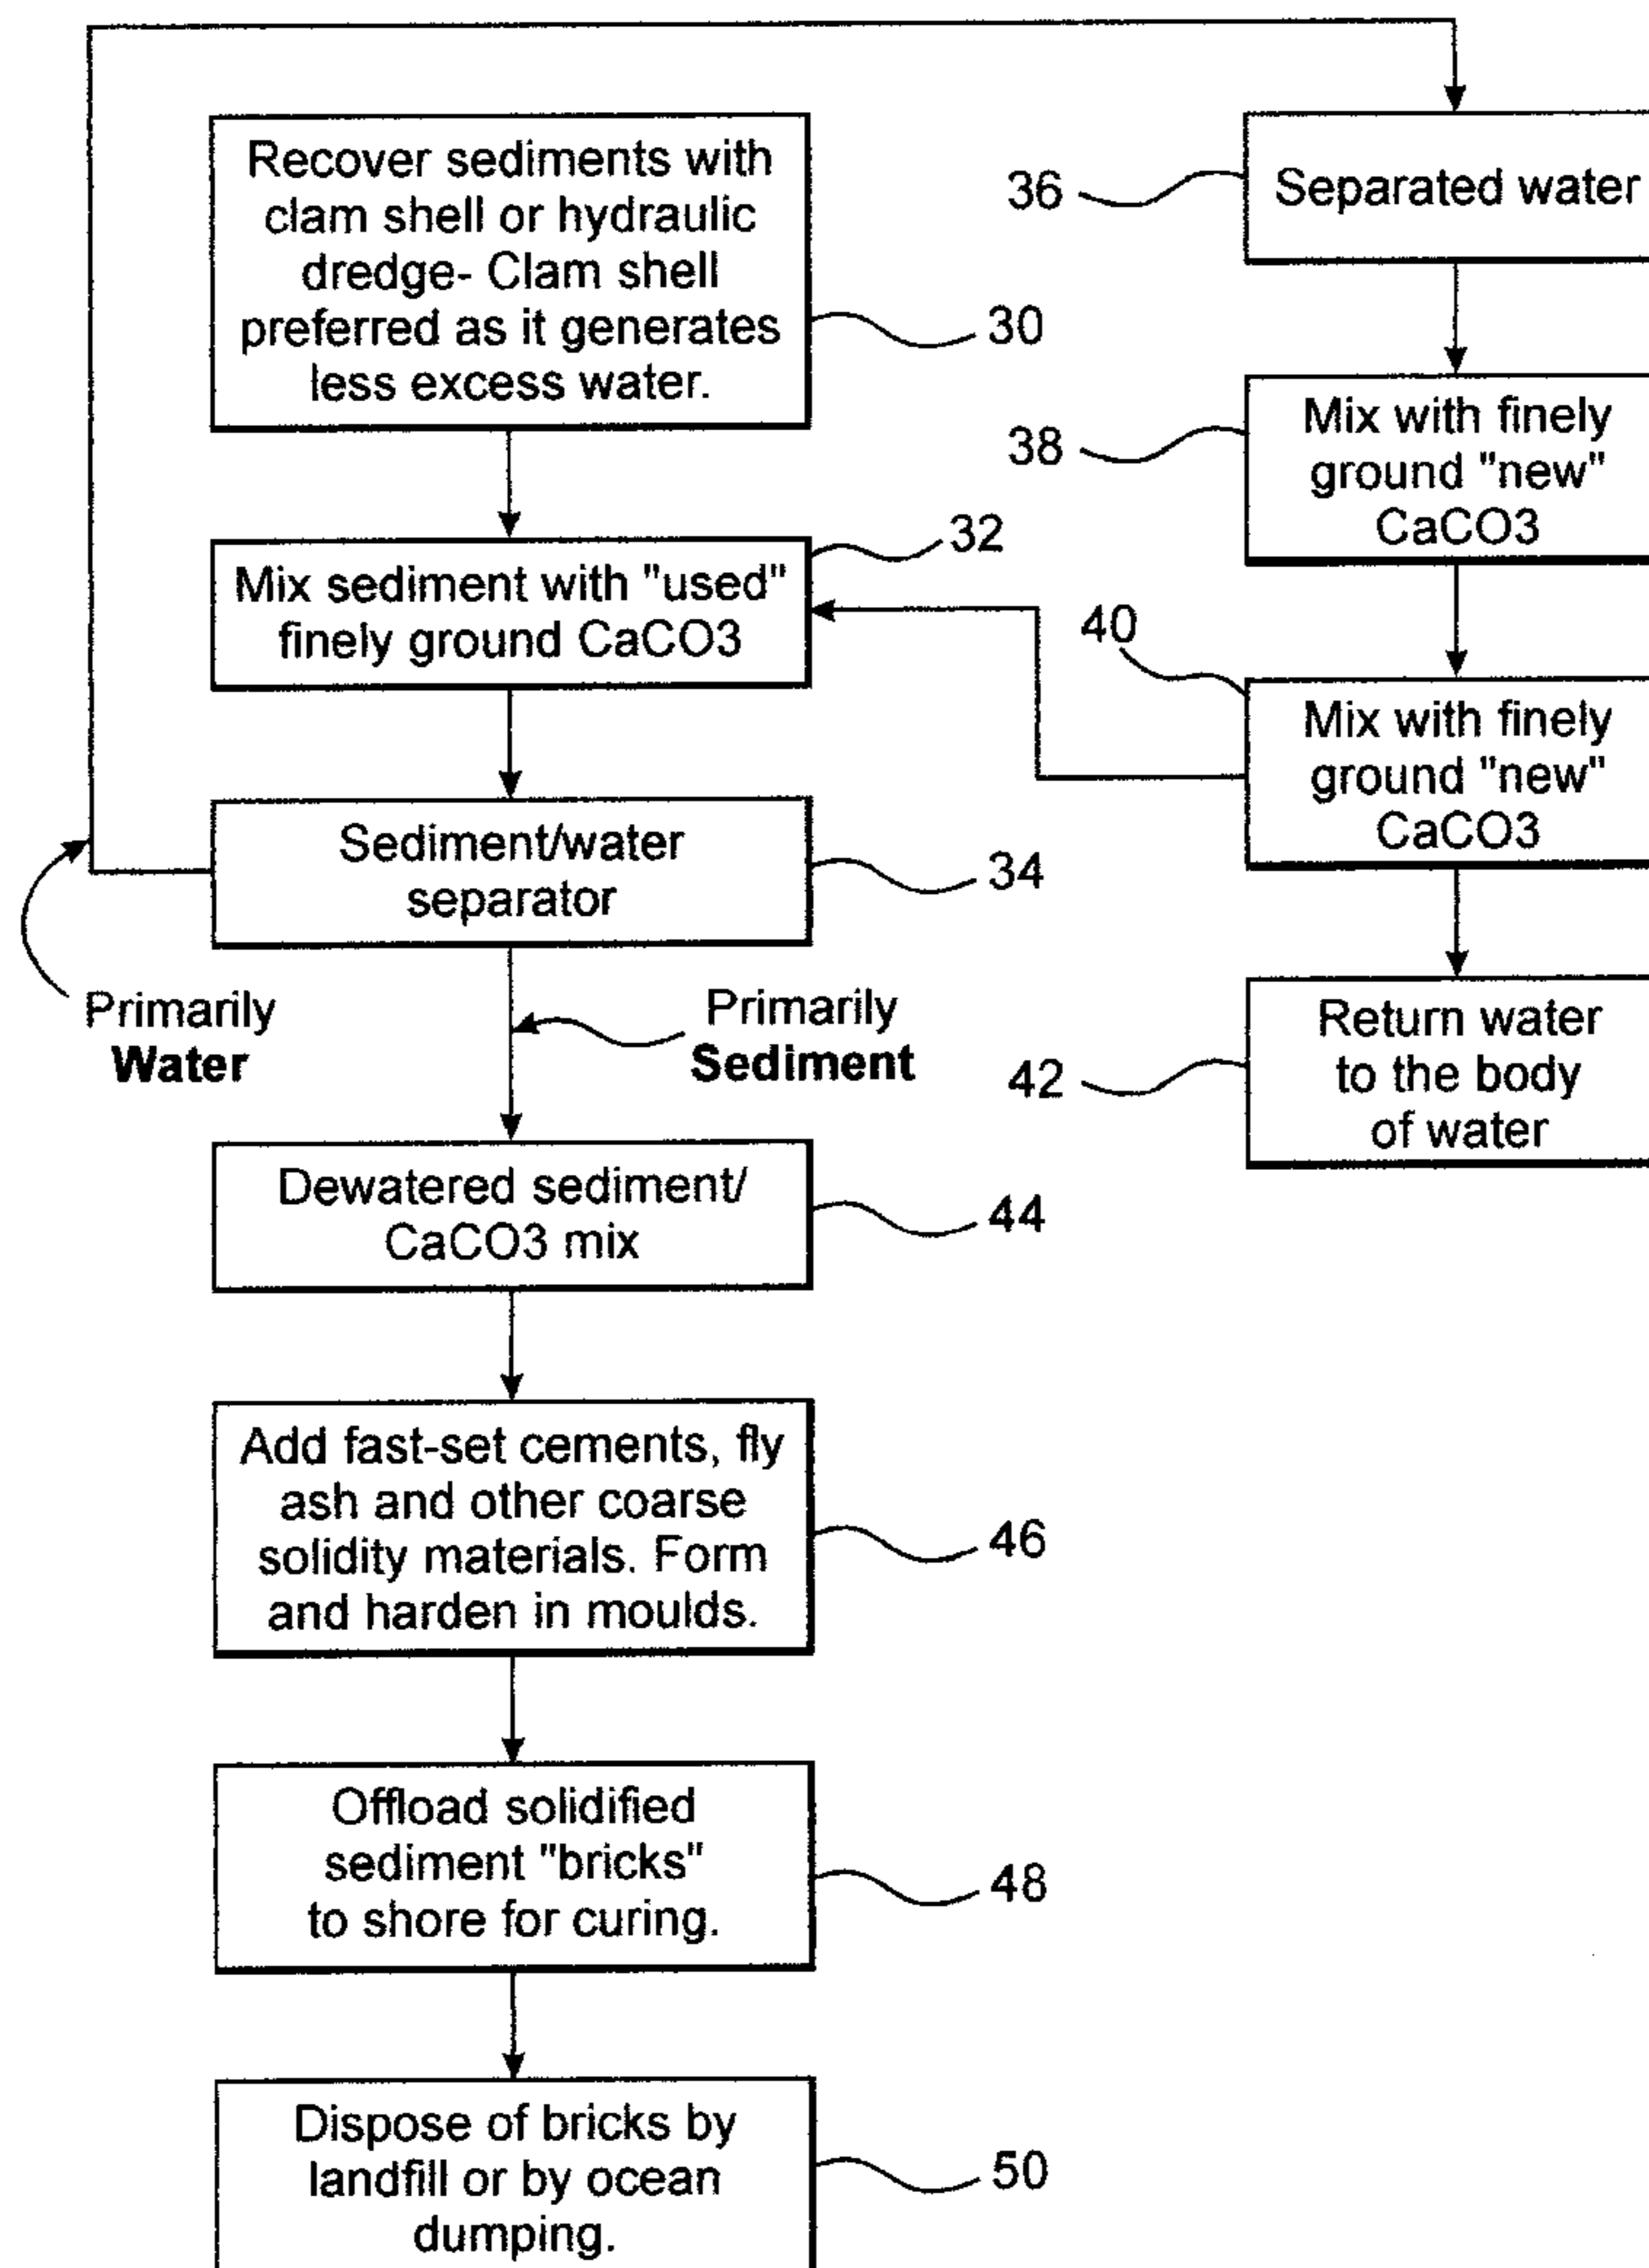 Recover sediments with
clam shell or hydraulic
dredge- Clam shell
preferred as it generates
less excess water.
30
Mix sediment with "used"
finely ground CaCO3
32
Sediment/water
separator
34
Primarily
Water
Primarily
Sediment
Dewatered sediment/
CaCO3 mix
44
Add fast-set cements, fly
ash and other coarse
solidity materials. Form
and harden in moulds.
46
Offload solidified
sediment "bricks"
to shore for curing.
48
Dispose of bricks by
landfill or by ocean
dumping.
50
36
Separated water
38
Mix with finely
ground "new"
CaCO3
40
Mix with finely
ground "new"
CaCO3
42
Return water
to the body
of water